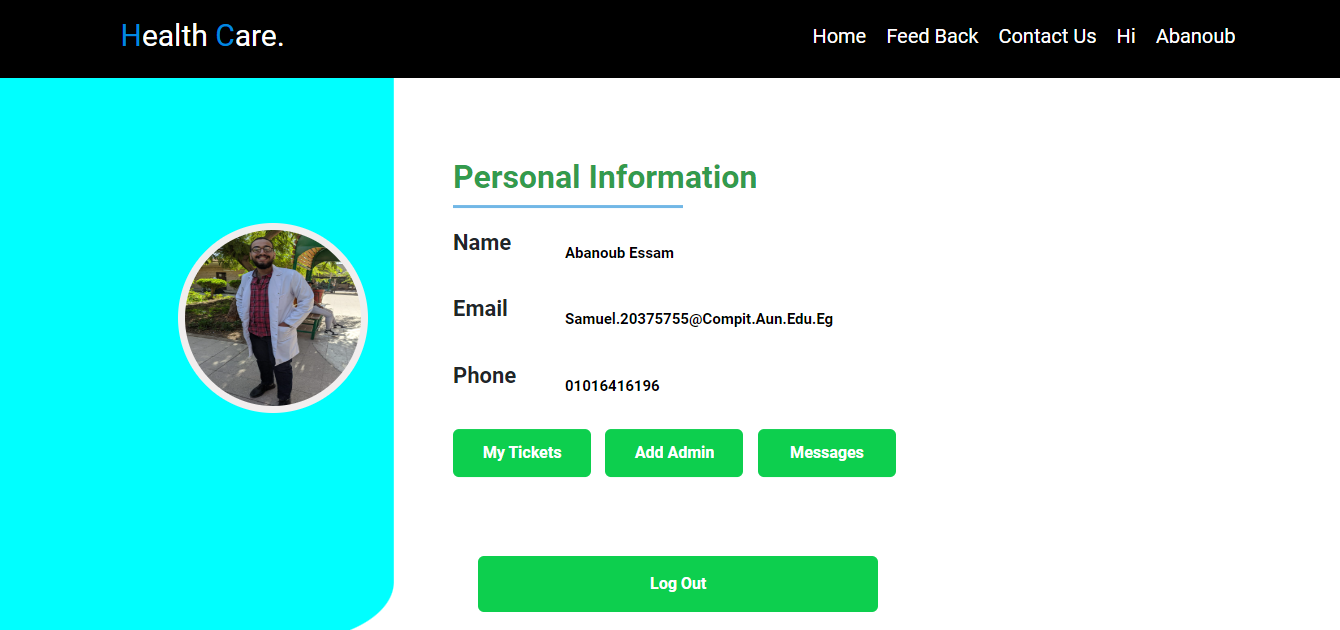 Health Care.
Home Feed Back Contact Us Hi Abanoub
Personal Information
Name Abanoub Essam
Email Samuel.20375755@Compit.Aun.Edu.Eg
Phone 01016416196
My Tickets Add Admin Messages
Log Out